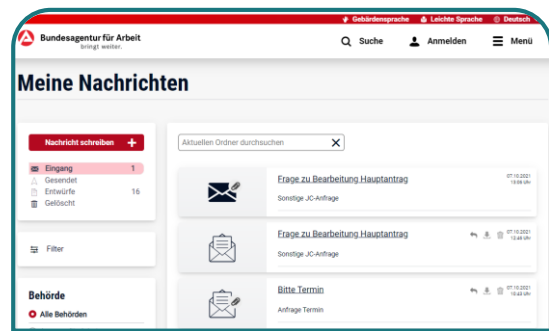 Gebärdensprache Leichte Sprache Deutsch
Bundesagentur für Arbeit
bringt weiter.
Suche Anmelden Menü
Meine Nachrichten
Nachricht schreiben
Eingang 1
Gesendet
Entwürfe 16
Gelöscht
Filter
Behörde
Alle Behörden
Aktuellen Ordner durchsuchen X
Frage zu Bearbeitung Hauptantrag 07.10.2021
Sonstige JC-Anfrage
Frage zu Bearbeitung Hauptantrag 07.10.2021
Sonstige JC-Anfrage
Bitte Termin 07.10.2021
Anfrage Termin